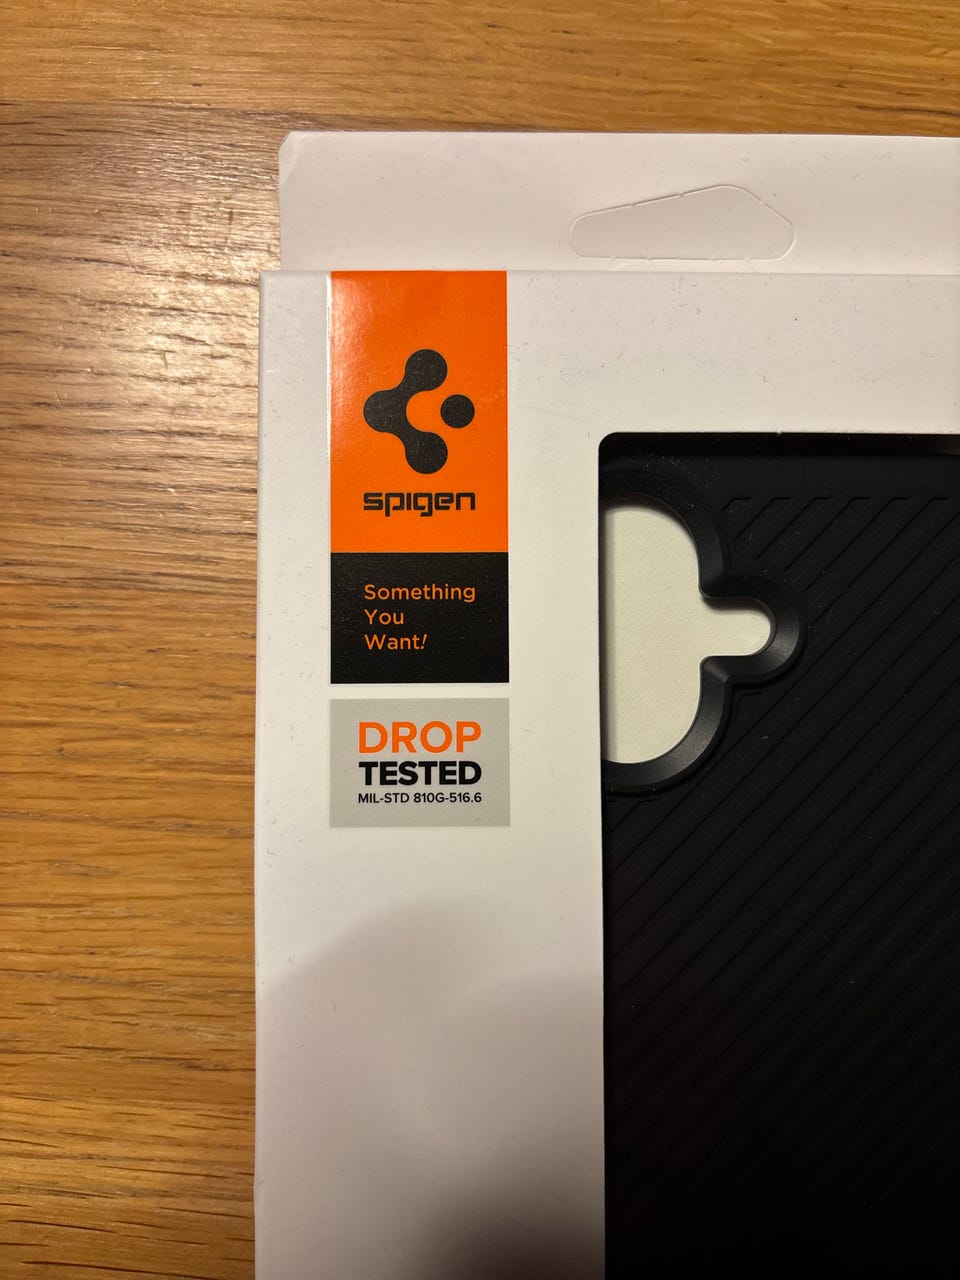 spigen
Something
You
Want!
DROP
TESTED
MIL-STD 810G-516.6